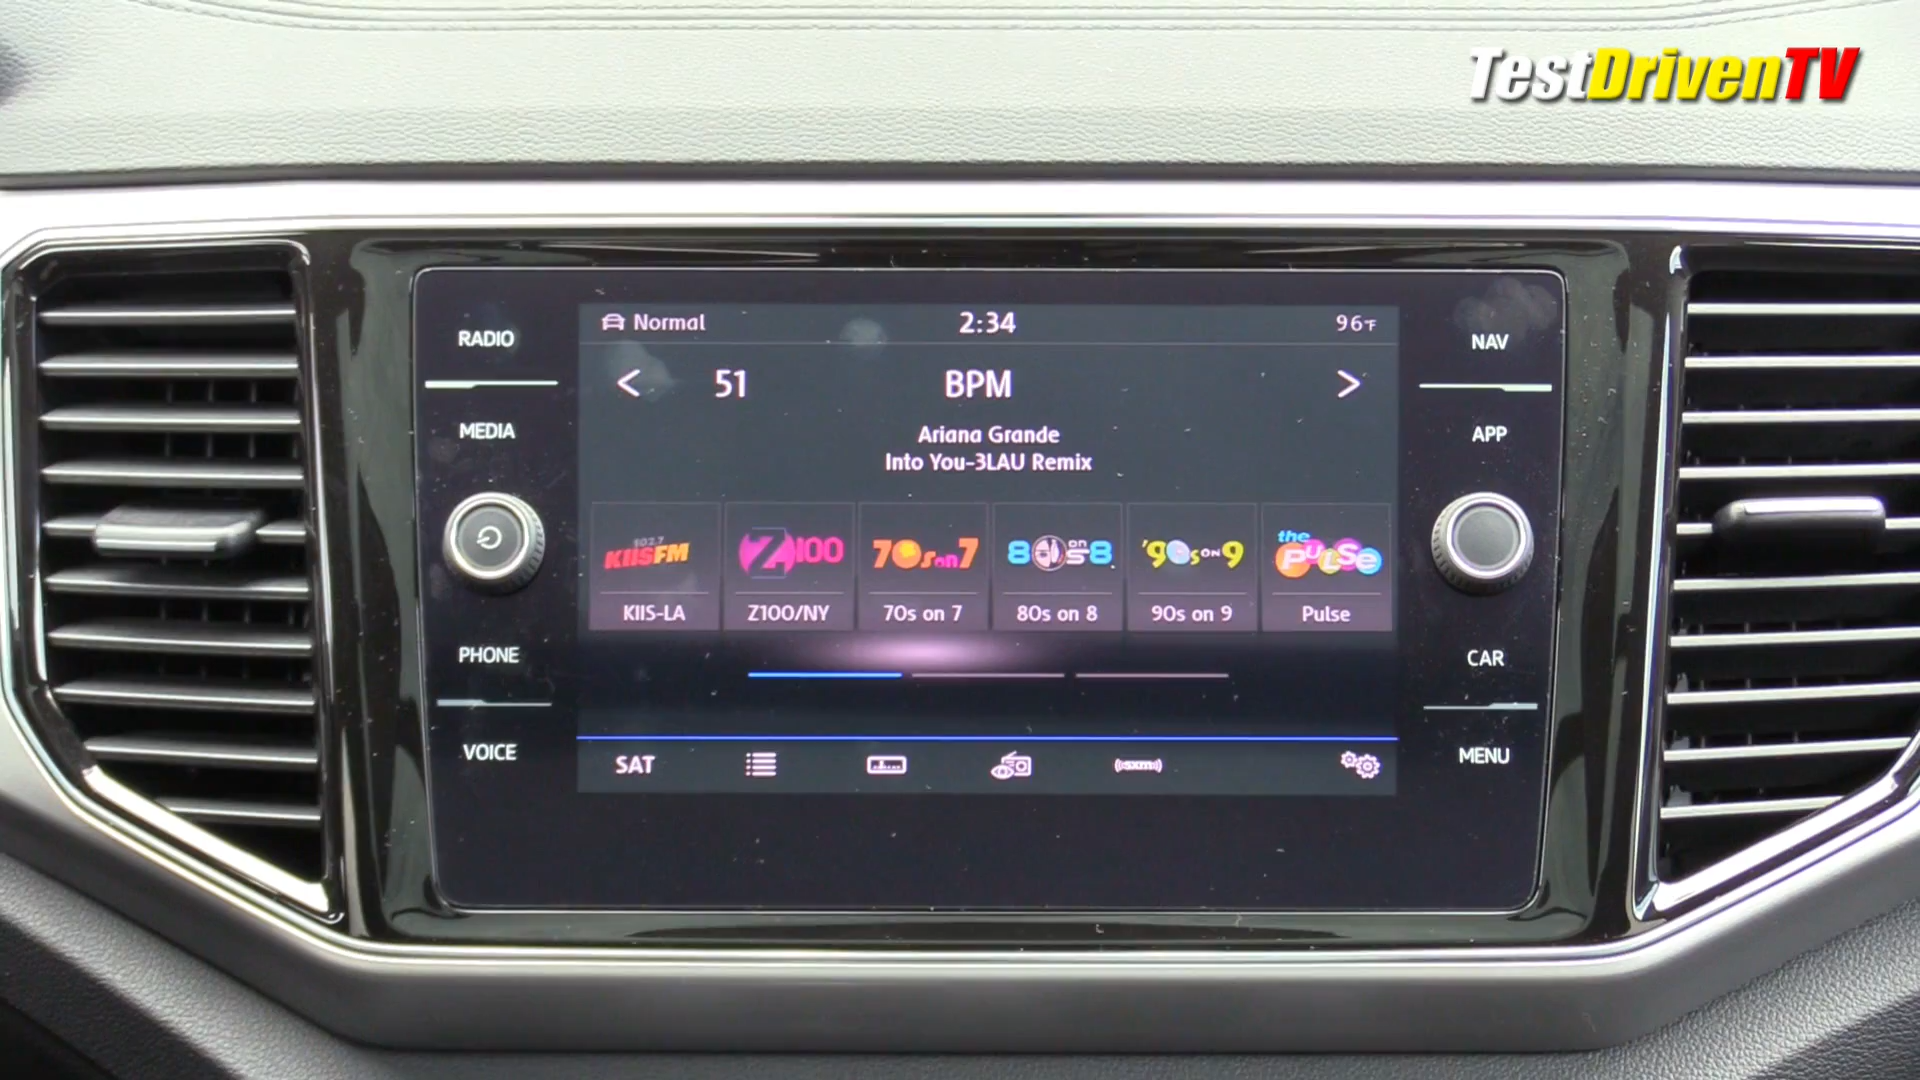 TestDrivenTV
RADIO
MEDIA
PHONE
VOICE
Normal
2:34
96°F
< 51 BPM >
Ariana Grande
Into You-3LAU Remix
102.7
KIISFM
Z100
70s on 7
80s on 8
'90s ON 9
the PULSE
KIIS-LA
Z100/NY
70s on 7
80s on 8
90s on 9
Pulse
SAT
((sxm))
NAV
APP
CAR
MENU